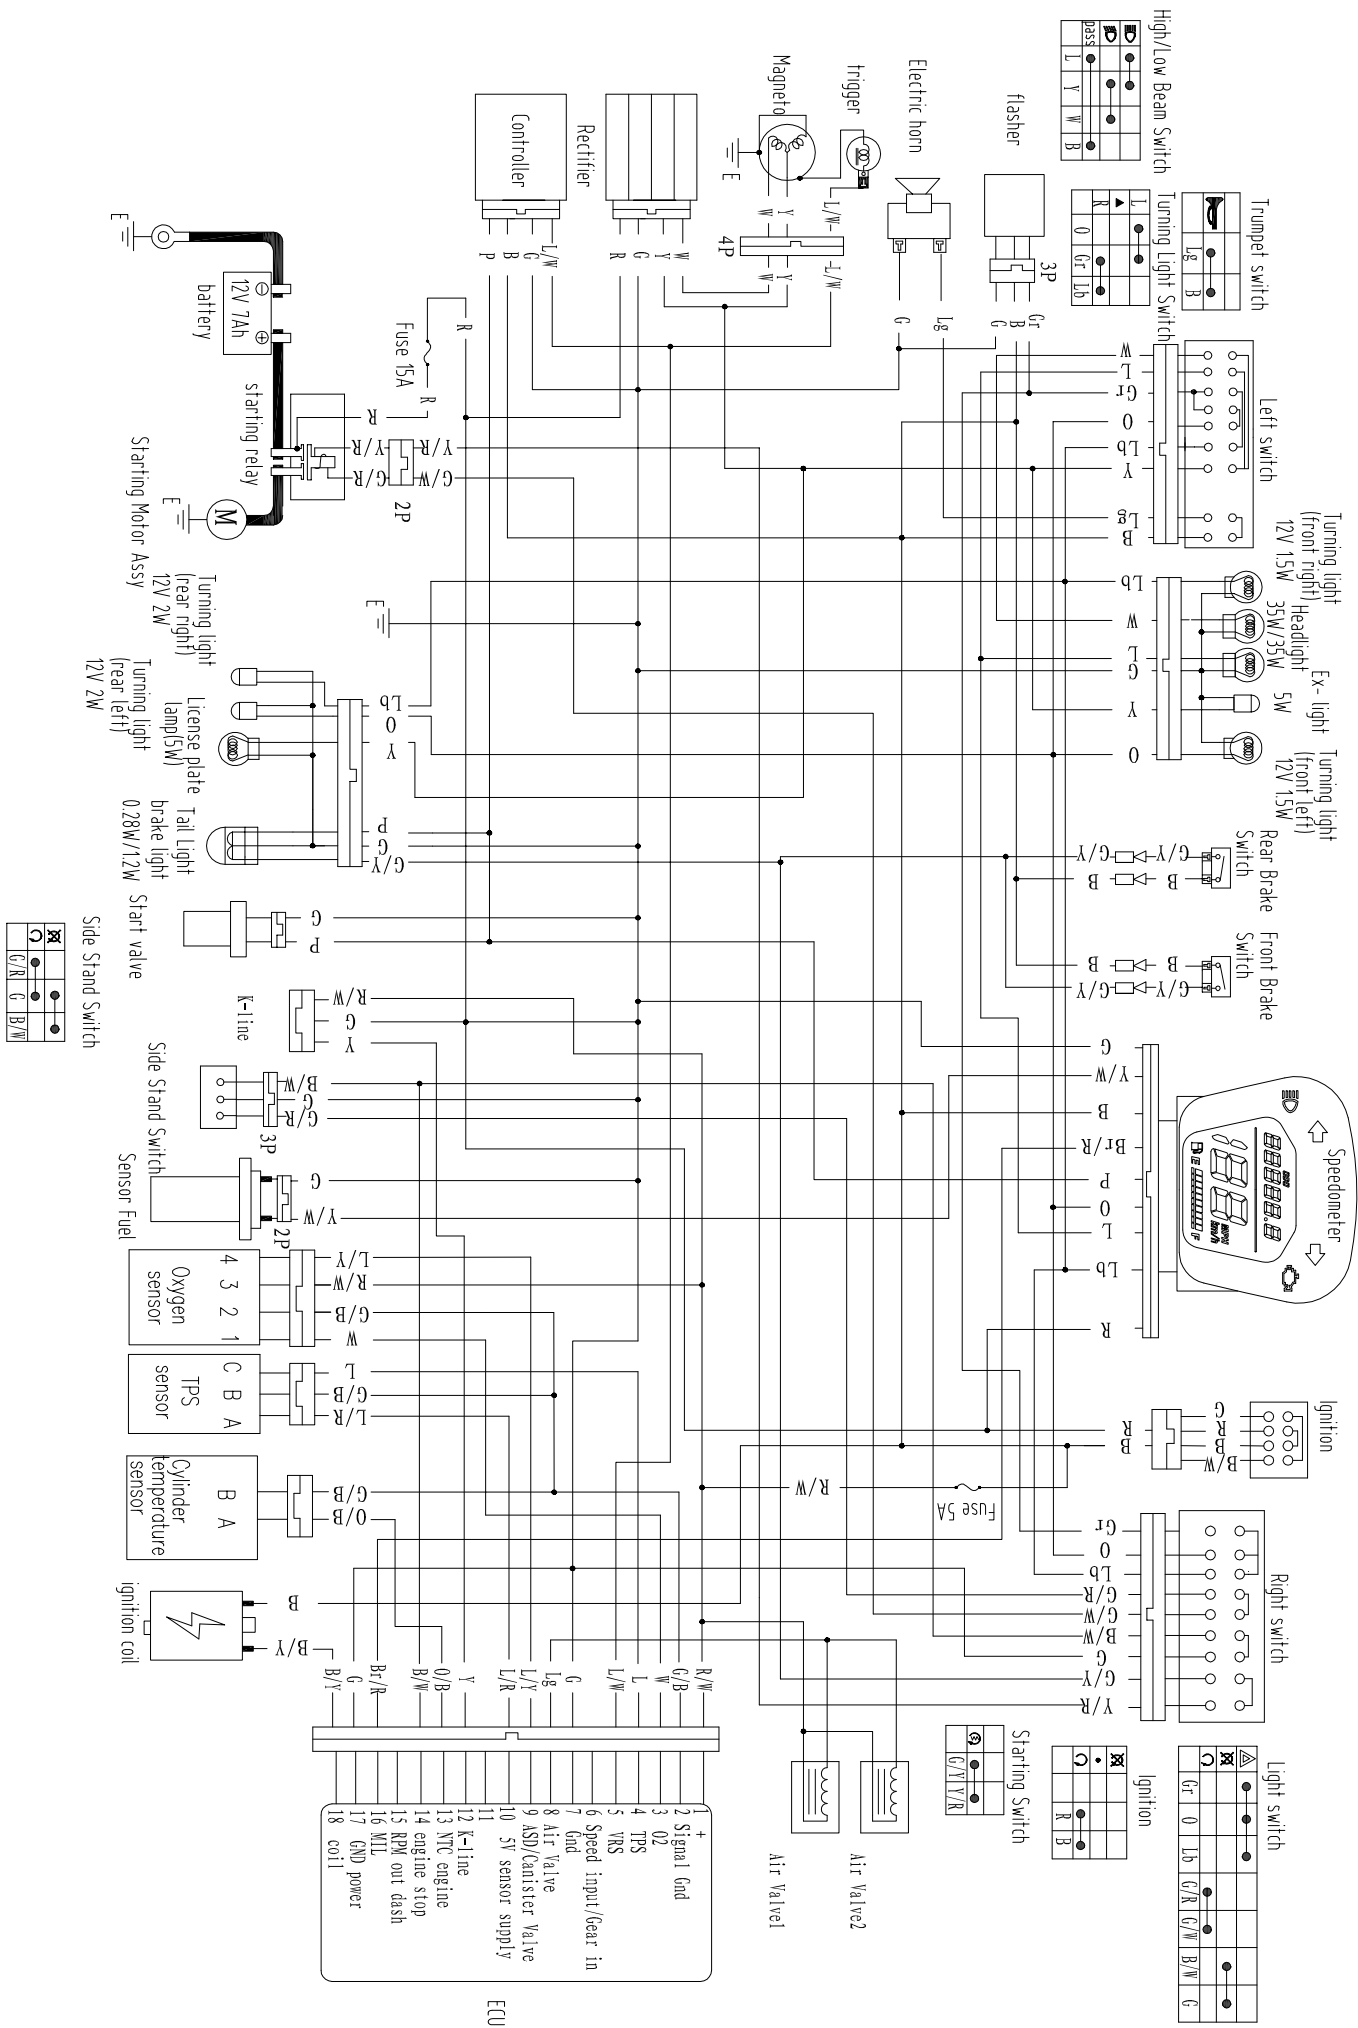 High/Low Beam Switch
pass
L Y W B
Trumpet switch
Lg B
Turning Light Switch
L
R
O Gr Lb
flasher
3P
Gr
B
G
Electric horn
Lg
G
trigger
Magneto
E
W
Y
L/W
4P
W
Y
L/W
Rectifier
W
Y
G
R
Controller
L/W
G
B
P
E
12V 7Ah
battery
Fuse 15A
R
R
R
starting relay
Y/R
G/R
Y/R
G/W
2P
Starting Motor Assy
E
M
Left switch
W
L
Gr
O
Lb
Y
Lg
B
Turning light
(front right)
12V 1.5W
Headlight
35W/35W
Ex- light
5W
Turning light
(front left)
12V 1.5W
Lb
W
L
G
Y
O
E
Turning light
(rear right)
12V 2W
License plate
lamp(5W)
Turning light
(rear left)
12V 2W
Tail Light
brake light
0.28W/1.2W
Lb
O
Y
P
G
G/Y
Rear Brake
Switch
G/Y
G/Y
B
B
Front Brake
Switch
B
B
G/Y
G/Y
Start valve
G
P
Side Stand Switch
G/R G B/W
K-line
R/W
G
Y
Side Stand Switch
B/W
G
G/R
3P
Sensor Fuel
G
Y/W
2P
Speedometer
E
F
MPH
km/h
G
Y/W
B
Br/R
P
O
L
Lb
R
Oxygen
sensor
4 3 2 1
L/Y
R/W
G/B
W
TPS
sensor
C B A
L
G/B
L/R
Cylinder
temperature
sensor
B A
G/B
O/B
ignition coil
B
B/Y
Ignition
G
R
B
B/W
R
B
R/W
Fuse 5A
Right switch
Gr
O
Lb
G/R
G/W
B/W
G
G/Y
Y/R
Light switch
Gr O Lb G/R G/W B/W G
Ignition
R B
Starting Switch
G/Y Y/R
Air Valve2
Air Valve1
R/W
G/B
W
L
L/W
G
Lg
L/Y
L/R
Y
O/B
B/W
Br/R
G
B/Y
1 +
2 Signal Gnd
3 O2
4 TPS
5 VRS
6 Speed input/Gear in
7 Gnd
8 Air Valve
9 ASD/Canister Valve
10 5V sensor supply
11
12 K-line
13 NTC engine
14 engine stop
15 RPM out dash
16 MIL
17 GND power
18 coil
ECU